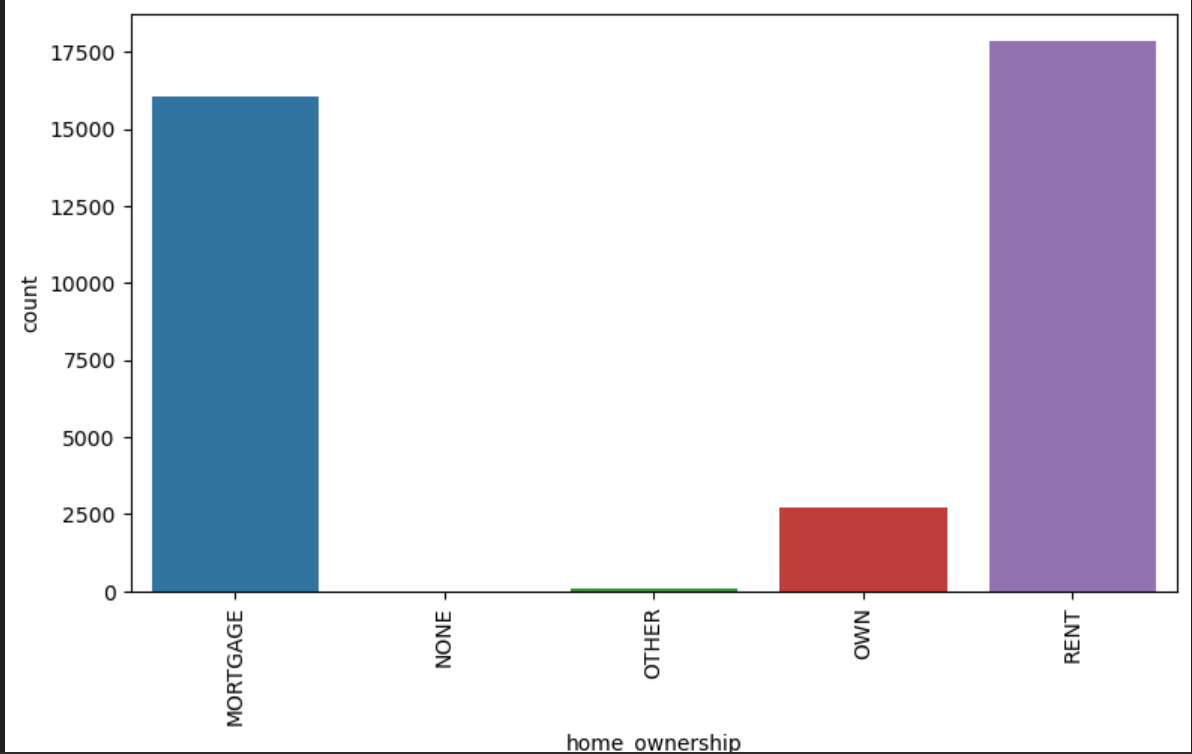 17500
15000
12500
10000
7500
5000
2500
0
count
MORTGAGE
NONE
OTHER
OWN
RENT
home_ownership